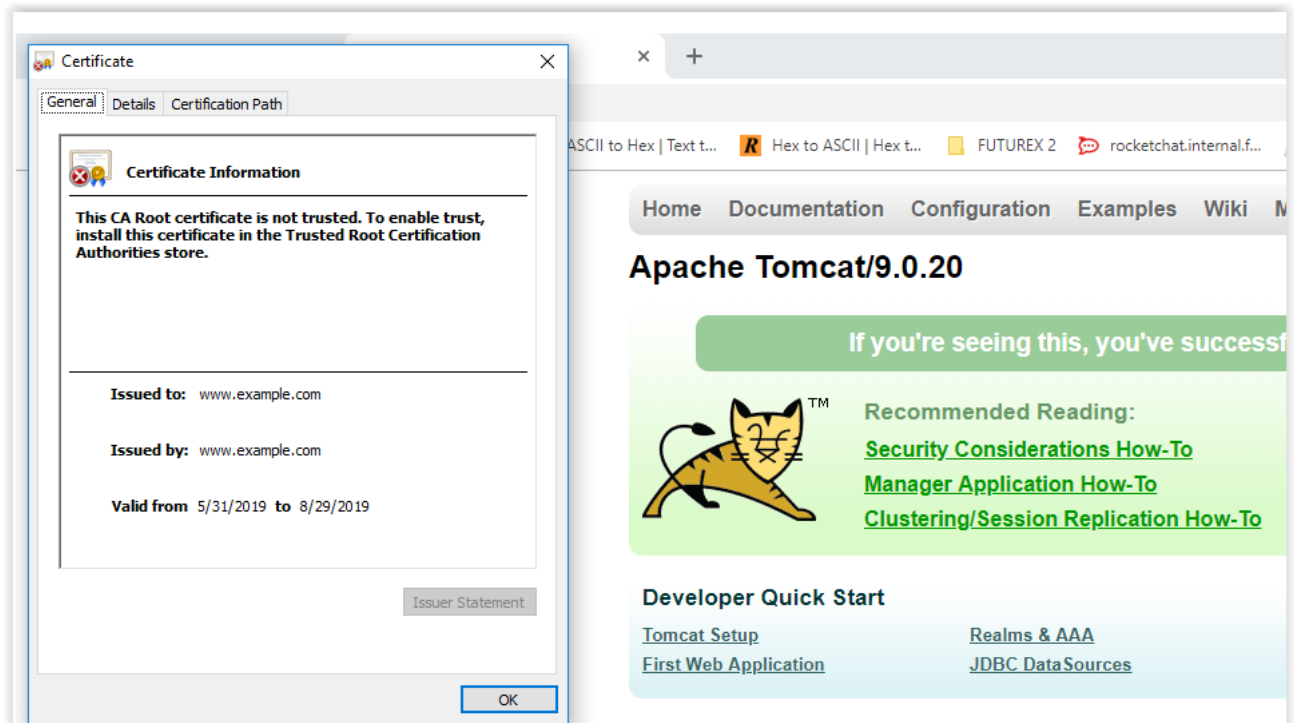 Certificate
General Details Certification Path
Certificate Information
This CA Root certificate is not trusted. To enable trust,
install this certificate in the Trusted Root Certification
Authorities store.
Issued to: www.example.com
Issued by: www.example.com
Valid from 5/31/2019 to 8/29/2019
Issuer Statement
OK
ASCII to Hex | Text t... R Hex to ASCII | Hex t... FUTUREX 2 rocketchat.internal.f...
Home Documentation Configuration Examples Wiki M
Apache Tomcat/9.0.20
If you're seeing this, you've successf
TM
Recommended Reading:
Security Considerations How-To
Manager Application How-To
Clustering/Session Replication How-To
Developer Quick Start
Tomcat Setup
Realms & AAA
First Web Application
JDBC DataSources